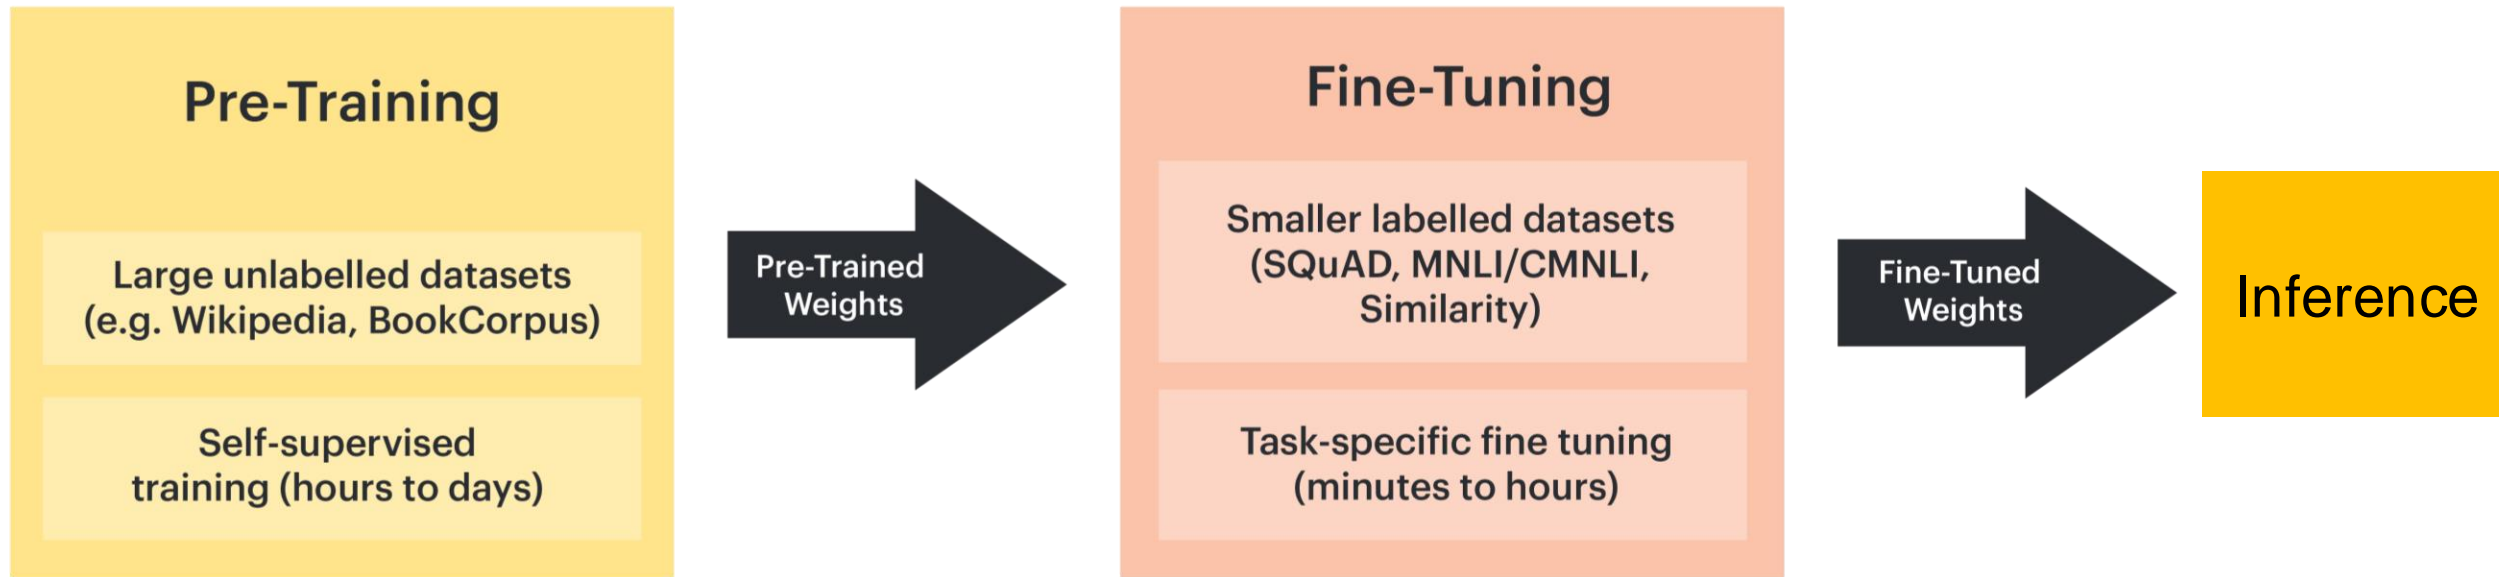 Pre-Training
Large unlabelled datasets
(e.g. Wikipedia, BookCorpus)
Self-supervised
training (hours to days)
Pre-Trained
Weights
Fine-Tuning
Smaller labelled datasets
(SQuAD, MNLI/CMNLI,
Similarity)
Task-specific fine tuning
(minutes to hours)
Fine-Tuned
Weights
Inference